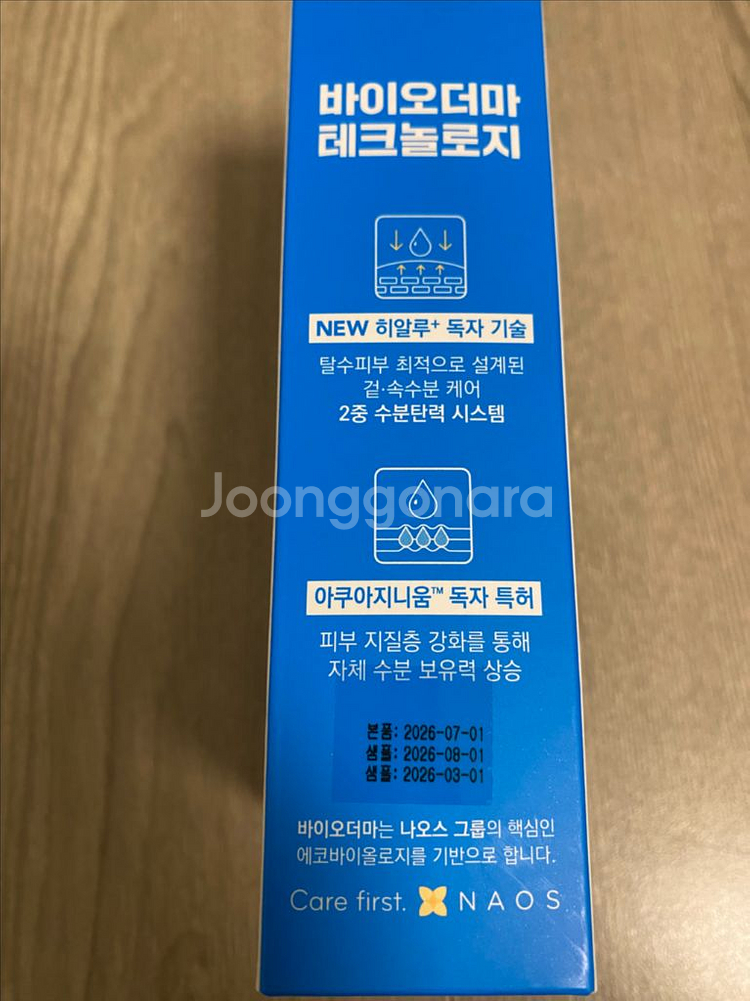 바이오더마
테크놀로지
NEW 히알루+ 독자 기술
탈수피부 최적으로 설계된
겉·속수분 케어
2중 수분탄력 시스템
Joonggonara
아쿠아지니움™ 독자 특허
피부 지질층 강화를 통해
자체 수분 보유력 상승
본품: 2026-07-01
샘플: 2026-08-01
샘플: 2026-03-01
바이오더마는 나오스 그룹의 핵심인
에코바이올로지를 기반으로 합니다.
Care first. NAOS